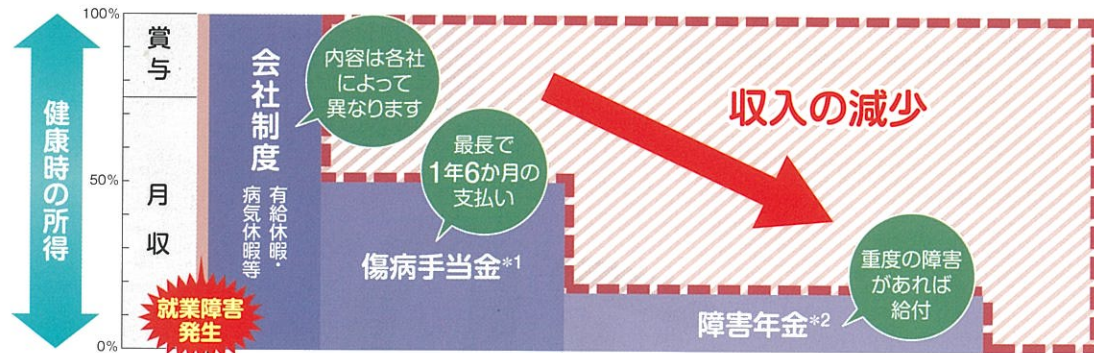 健康時の所得
100%
50%
0%
賞与
月収
会社制度
有給休暇・
病気休暇等
就業障害
発生
内容は各社
によって
異なります
最長で
1年6か月の
支払い
傷病手当金*1
収入の減少
重度の障害
があれば
給付
障害年金*2